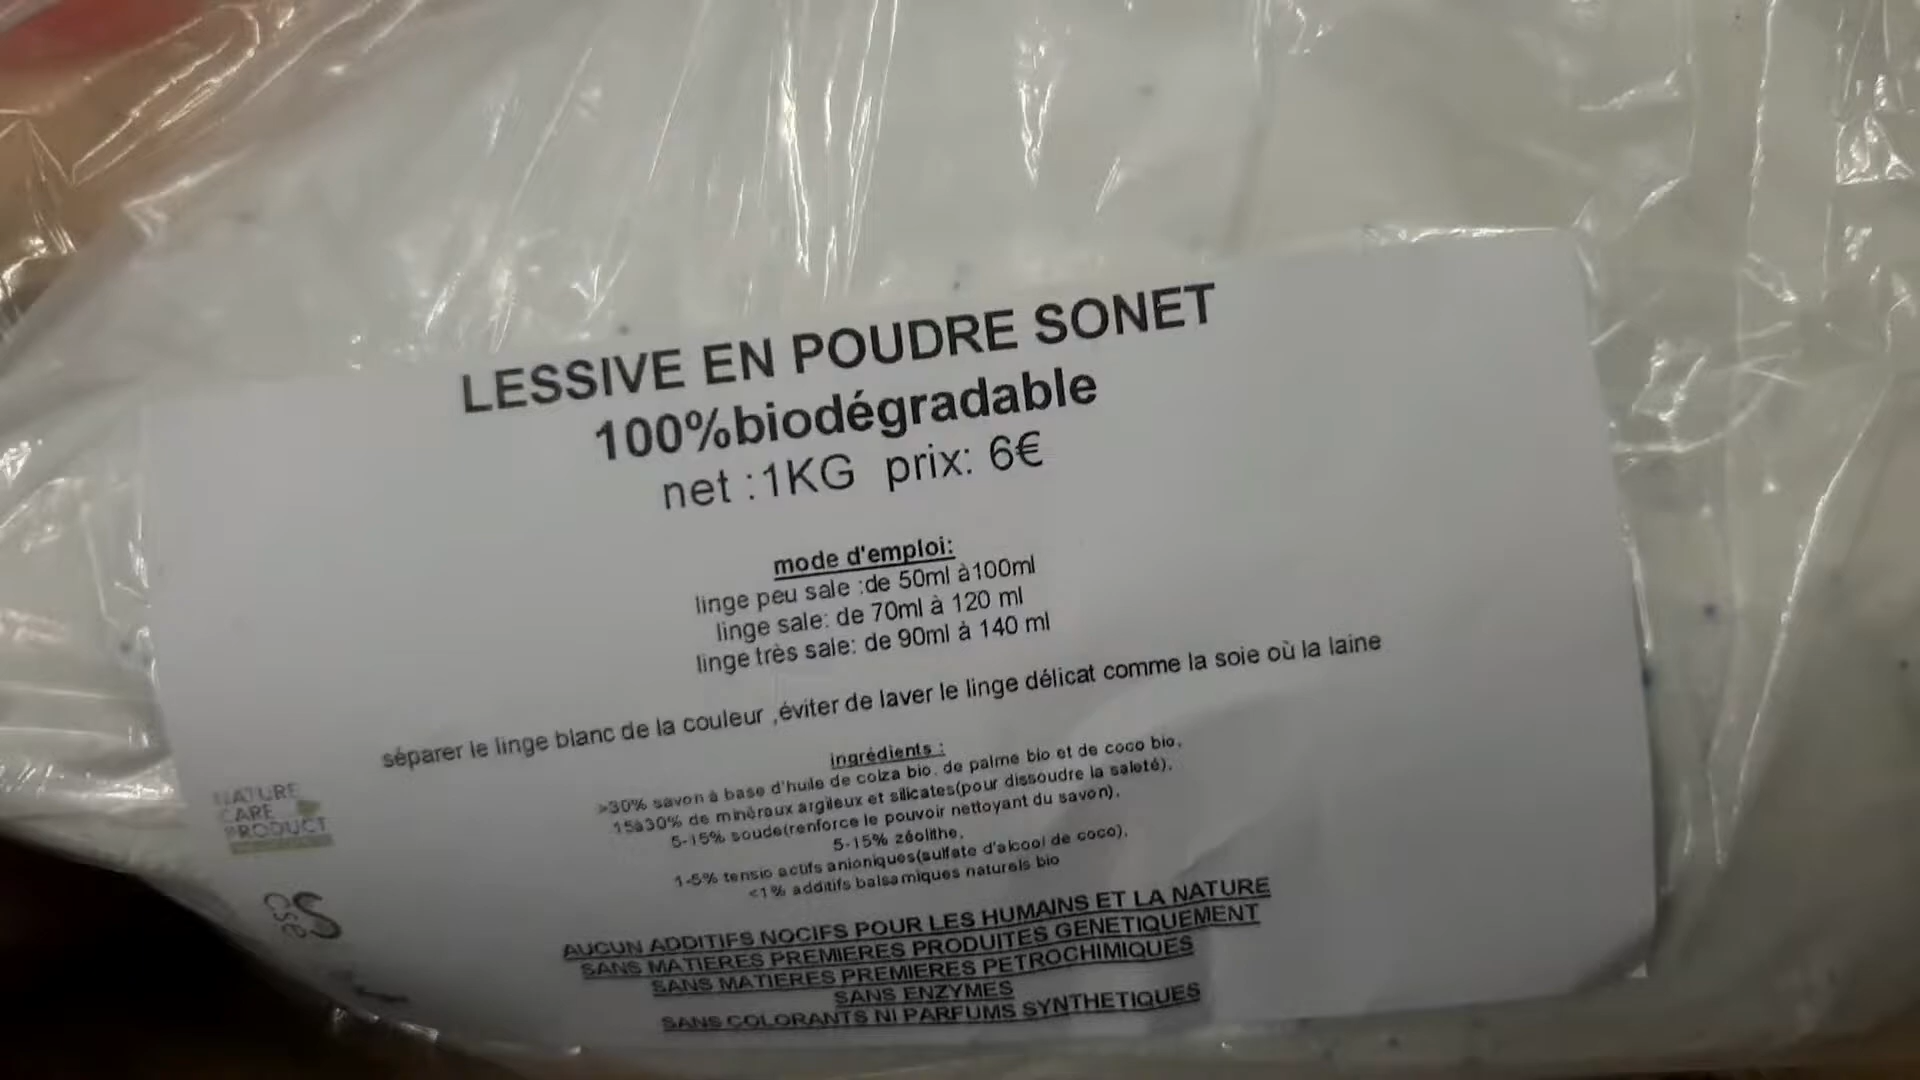 LESSIVE EN POUDRE SONET
100%biodégradable
net :1KG prix: 6€
mode d'emploi:
linge peu sale :de 50ml à100ml
linge sale: de 70ml à 120 ml
linge très sale: de 90ml à 140 ml
séparer le linge blanc de la couleur ,éviter de laver le linge délicat comme la soie où la laine
ingrédients :
>30% savon à base d'huile de colza bio, de palme bio et de coco bio,
15à30% de minéraux argileux et silicates(pour dissoudre la saleté),
5-15% soude(renforce le pouvoir nettoyant du savon),
5-15% zéolithe,
1-5% tensio actifs anioniques(sulfate d'alcool de coco),
<1% additifs balsamiques naturels bio
NATURE
CARE
PRODUCT
cse
AUCUN ADDITIFS NOCIFS POUR LES HUMAINS ET LA NATURE
SANS MATIERES PREMIERES PRODUITES GENETIQUEMENT
SANS MATIERES PREMIERES PETROCHIMIQUES
SANS ENZYMES
SANS COLORANTS NI PARFUMS SYNTHETIQUES